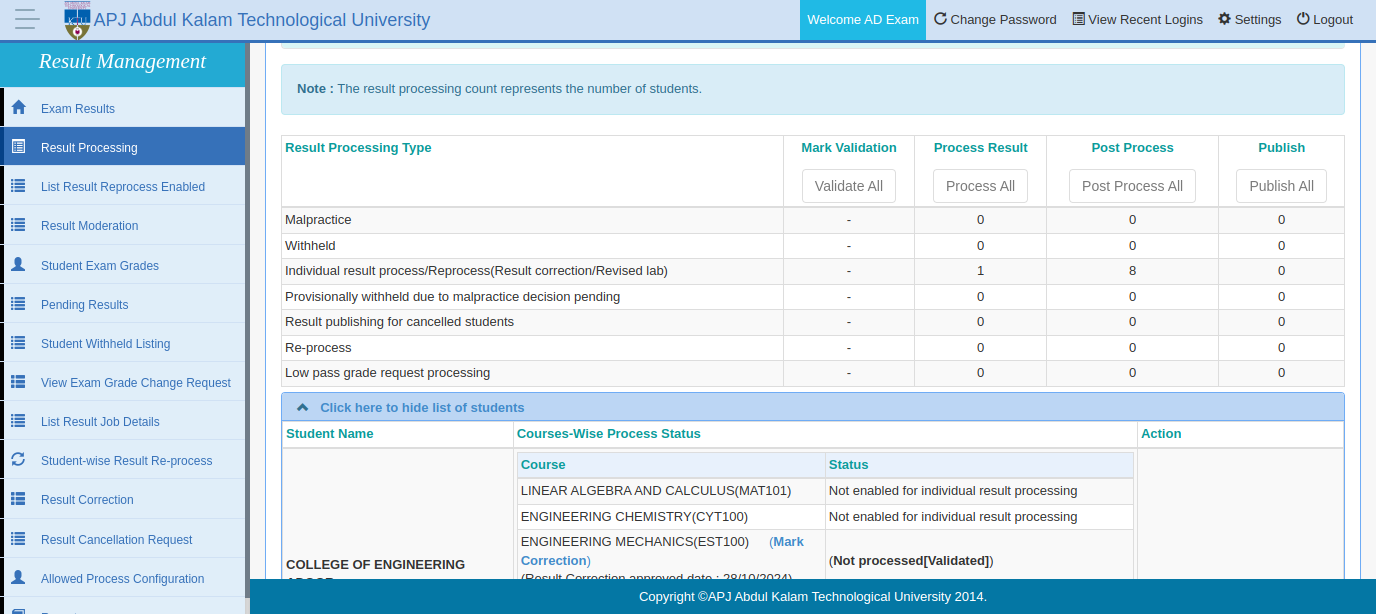 APJ Abdul Kalam Technological University
Welcome AD Exam Change Password View Recent Logins Settings Logout
Result Management
Exam Results
Result Processing
List Result Reprocess Enabled
Result Moderation
Student Exam Grades
Pending Results
Student Withheld Listing
View Exam Grade Change Request
List Result Job Details
Student-wise Result Re-process
Result Correction
Result Cancellation Request
Allowed Process Configuration
Note : The result processing count represents the number of students.
Result Processing Type Mark Validation Process Result Post Process Publish
Validate All Process All Post Process All Publish All
Malpractice - 0 0 0
Withheld - 0 0 0
Individual result process/Reprocess(Result correction/Revised lab) - 1 8 0
Provisionally withheld due to malpractice decision pending - 0 0 0
Result publishing for cancelled students - 0 0 0
Re-process - 0 0 0
Low pass grade request processing - 0 0 0
Click here to hide list of students
Student Name Courses-Wise Process Status Action
Course Status
LINEAR ALGEBRA AND CALCULUS(MAT101) Not enabled for individual result processing
ENGINEERING CHEMISTRY(CYT100) Not enabled for individual result processing
ENGINEERING MECHANICS(EST100) (Mark
Correction) (Not processed[Validated])
COLLEGE OF ENGINEERING
(Result Correction approved date : 28/10/2024)
Copyright ©APJ Abdul Kalam Technological University 2014.